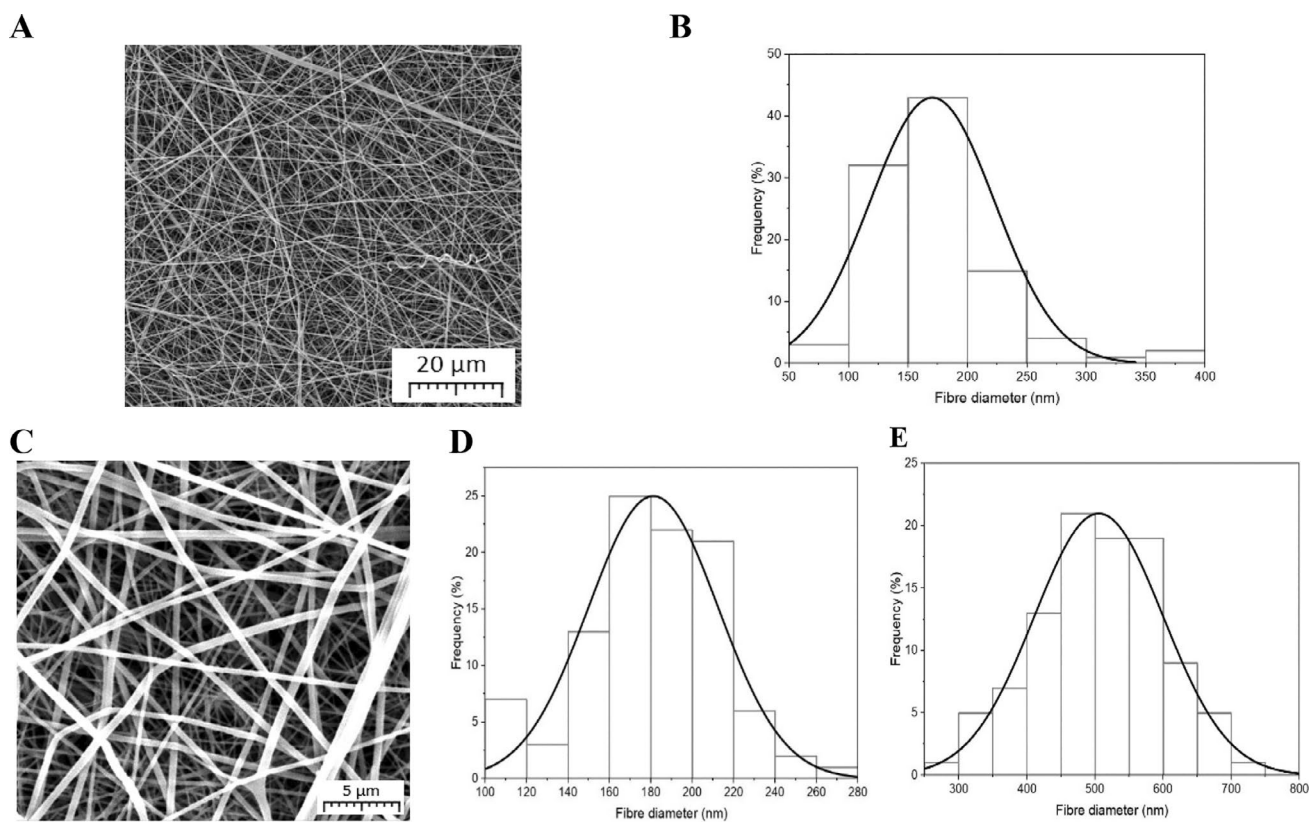 A
20 µm
B
50
40
30
20
10
0
Frequency (%)
50 100 150 200 250 300 350 400
Fibre diameter (nm)
C
5 µm
D
25
20
15
10
5
0
Frequency (%)
100 120 140 160 180 200 220 240 260 280
Fibre diameter (nm)
E
25
20
15
10
5
0
Frequency (%)
300 400 500 600 700 800
Fibre diameter (nm)